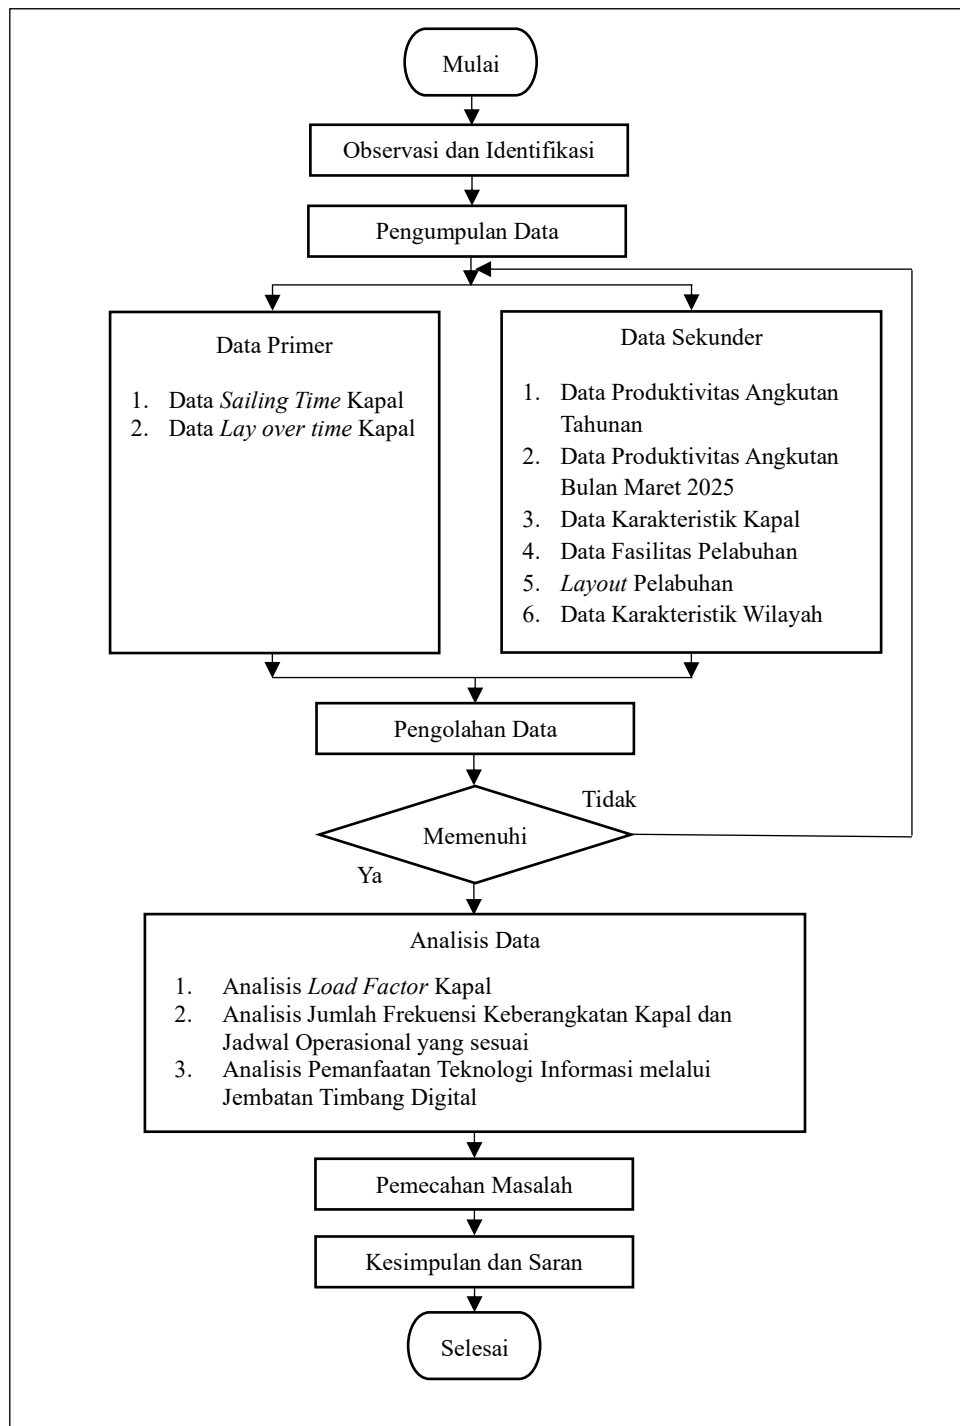 Mulai
Observasi dan Identifikasi
Pengumpulan Data
Data Primer
1. Data Sailing Time Kapal
2. Data Lay over time Kapal
Data Sekunder
1. Data Produktivitas Angkutan
Tahunan
2. Data Produktivitas Angkutan
Bulan Maret 2025
3. Data Karakteristik Kapal
4. Data Fasilitas Pelabuhan
5. Layout Pelabuhan
6. Data Karakteristik Wilayah
Pengolahan Data
Tidak
Memenuhi
Ya
Analisis Data
1. Analisis Load Factor Kapal
2. Analisis Jumlah Frekuensi Keberangkatan Kapal dan
Jadwal Operasional yang sesuai
3. Analisis Pemanfaatan Teknologi Informasi melalui
Jembatan Timbang Digital
Pemecahan Masalah
Kesimpulan dan Saran
Selesai